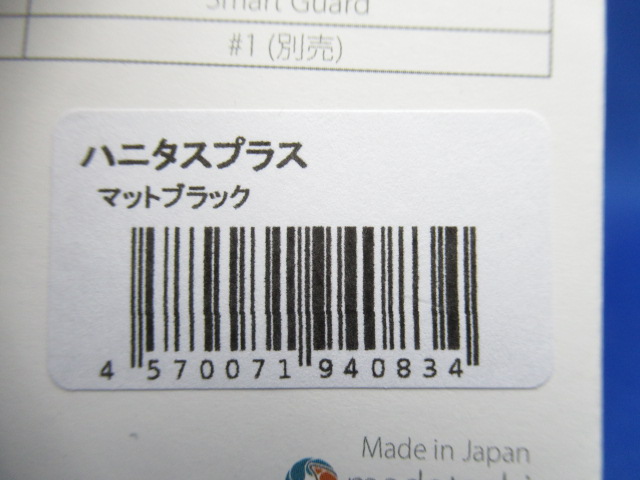 Smart Guard
#1 (別売)
ハニタスプラス
マットブラック
4 570071 940834
Made in Japan